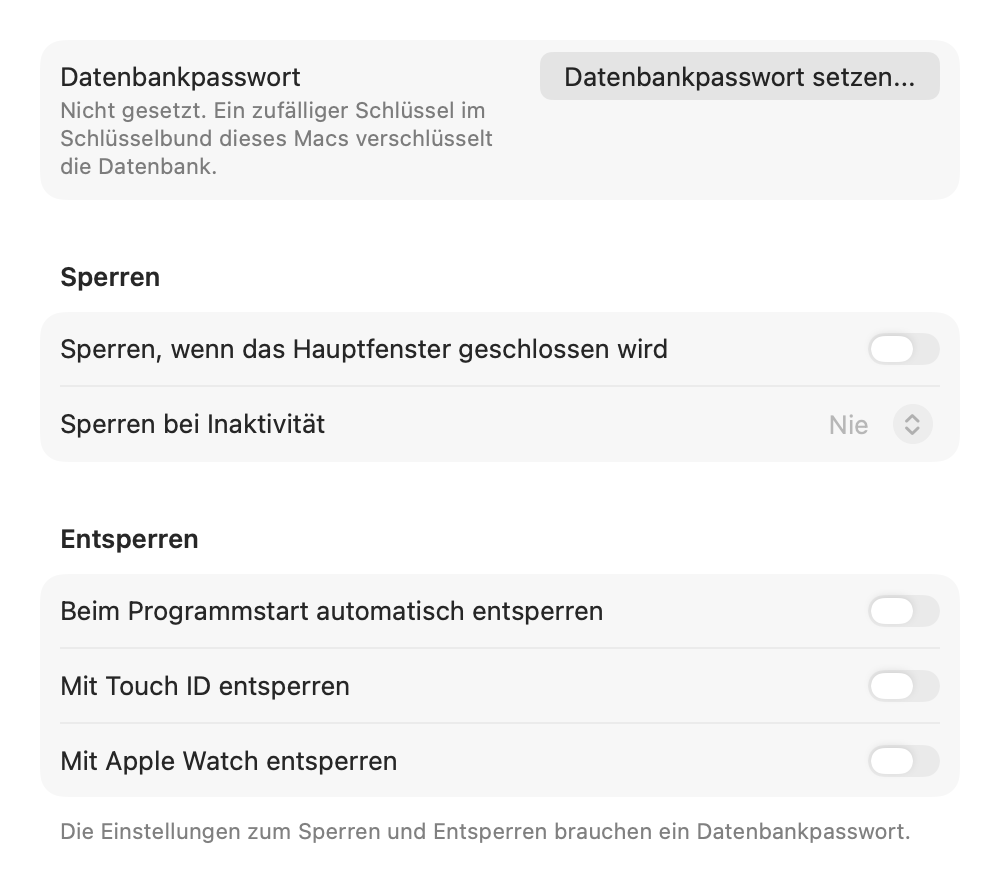 Datenbankpasswort
Datenbankpasswort setzen...
Nicht gesetzt. Ein zufälliger Schlüssel im
Schlüsselbund dieses Macs verschlüsselt
die Datenbank.
Sperren
Sperren, wenn das Hauptfenster geschlossen wird
Sperren bei Inaktivität
Nie
Entsperren
Beim Programmstart automatisch entsperren
Mit Touch ID entsperren
Mit Apple Watch entsperren
Die Einstellungen zum Sperren und Entsperren brauchen ein Datenbankpasswort.